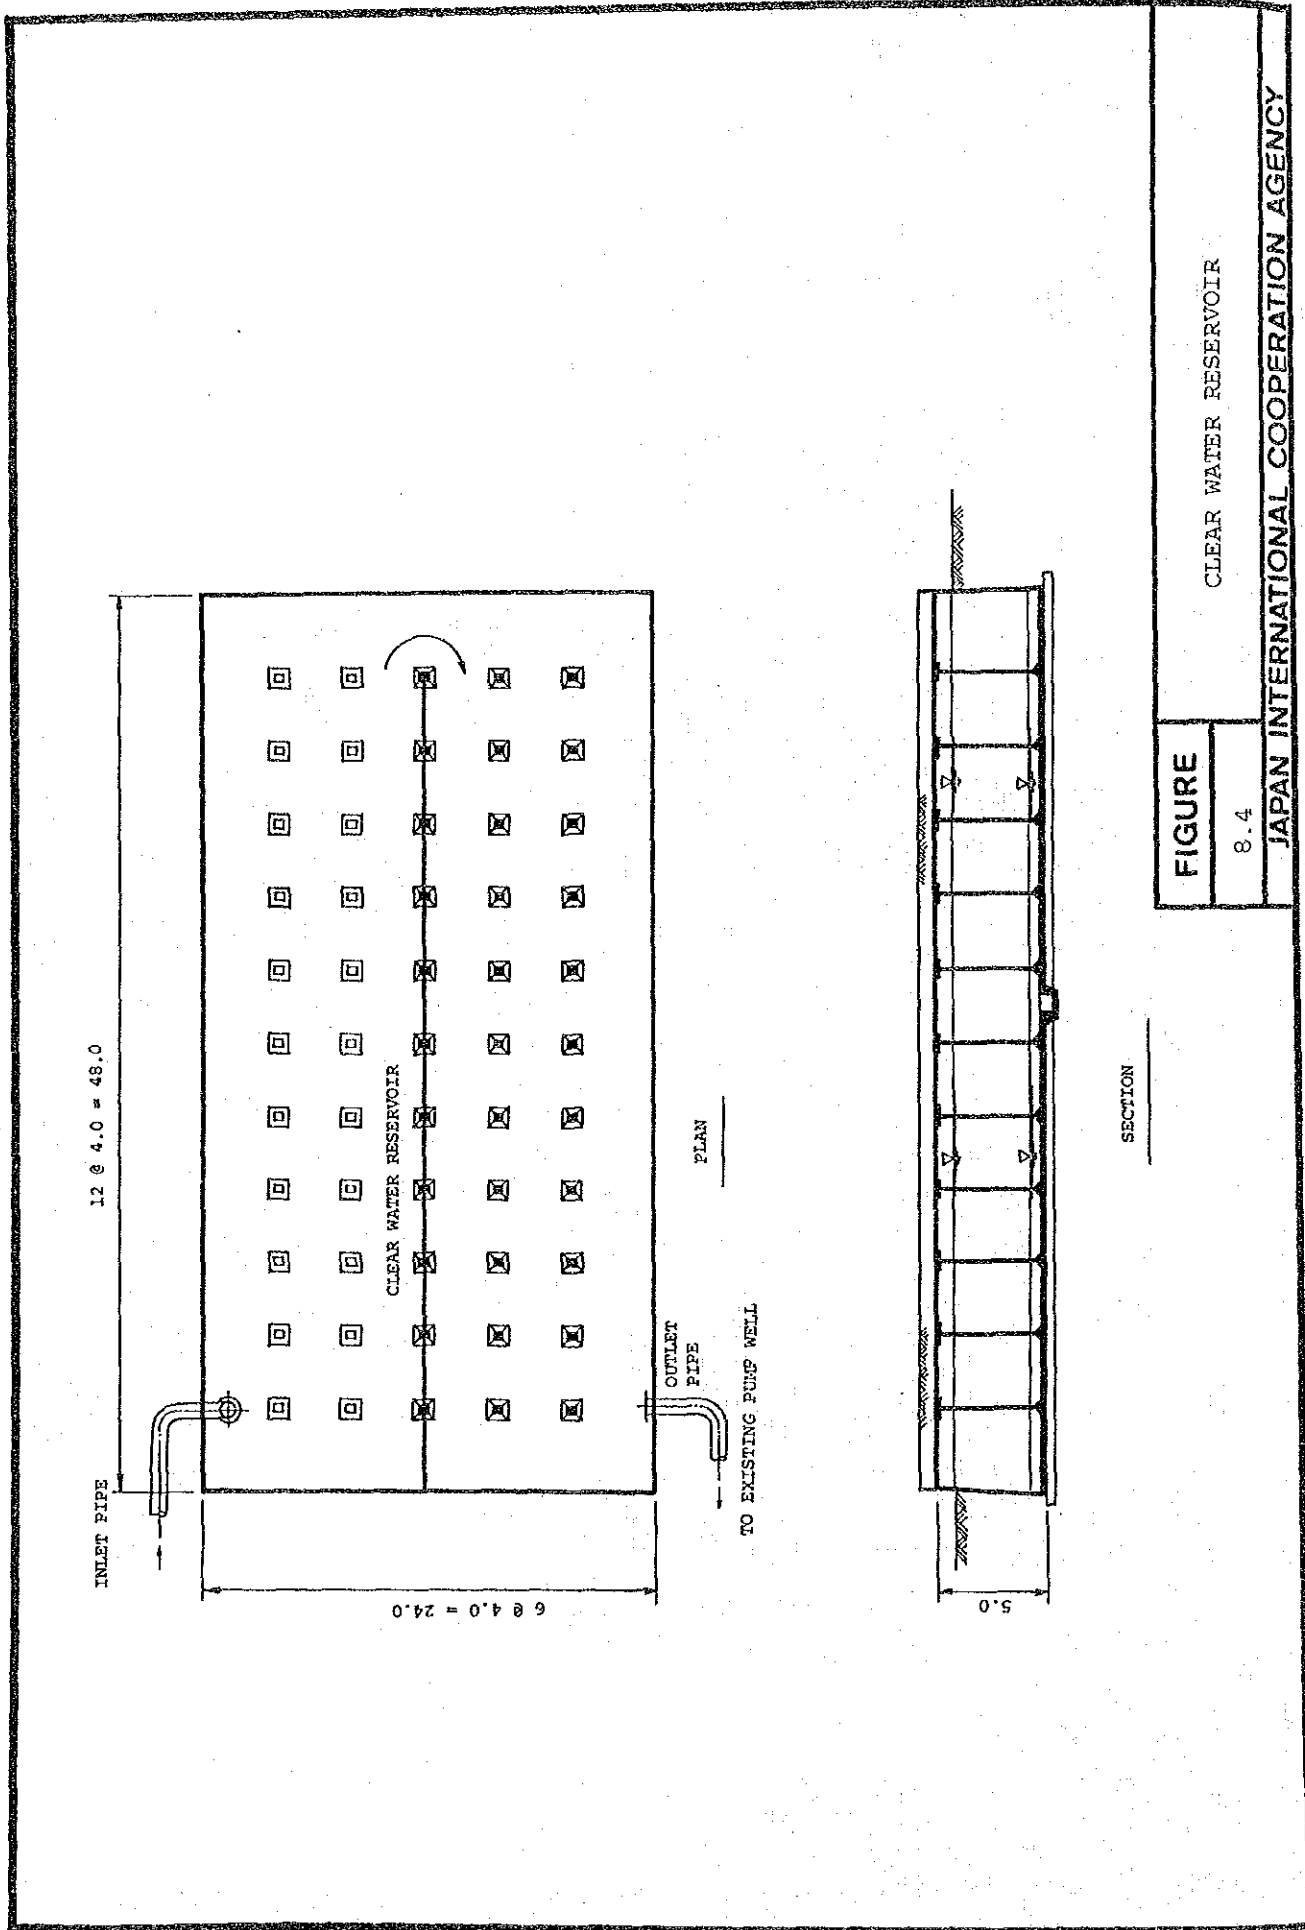 12 @ 4.0 = 48.0
INLET PIPE
6 @ 4.0 = 24.0
CLEAR WATER RESERVOIR
OUTLET
PIPE
TO EXISTING PUMP WELL
PLAN
5.0
SECTION
FIGURE
8.4
CLEAR WATER RESERVOIR
JAPAN INTERNATIONAL COOPERATION AGENCY